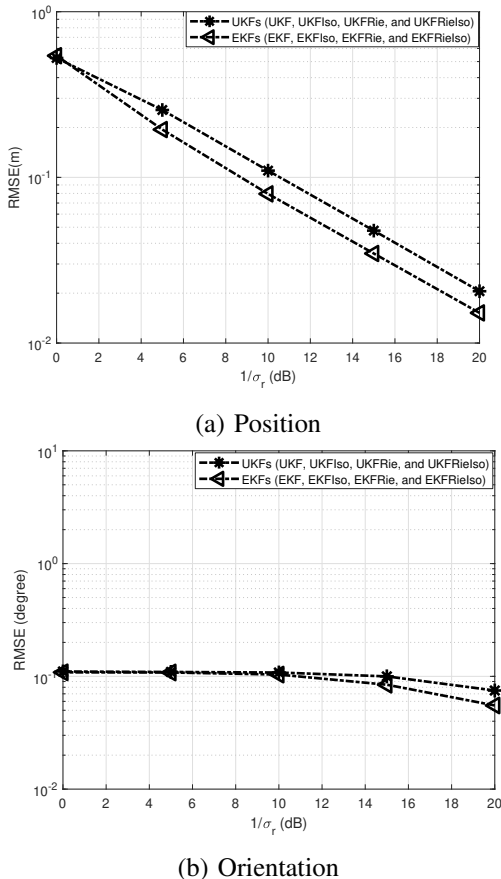 10^0
UKFs (UKF, UKFIso, UKFRie, and UKFRieIso)
EKFs (EKF, EKFIso, EKFRie, and EKFRieIso)
RMSE(m)
10^-1
10^-2
0 2 4 6 8 10 12 14 16 18 20
1/σ_r (dB)
(a) Position
10^1
UKFs (UKF, UKFIso, UKFRie, and UKFRieIso)
EKFs (EKF, EKFIso, EKFRie, and EKFRieIso)
10^0
RMSE (degree)
10^-1
10^-2
0 2 4 6 8 10 12 14 16 18 20
1/σ_r (dB)
(b) Orientation